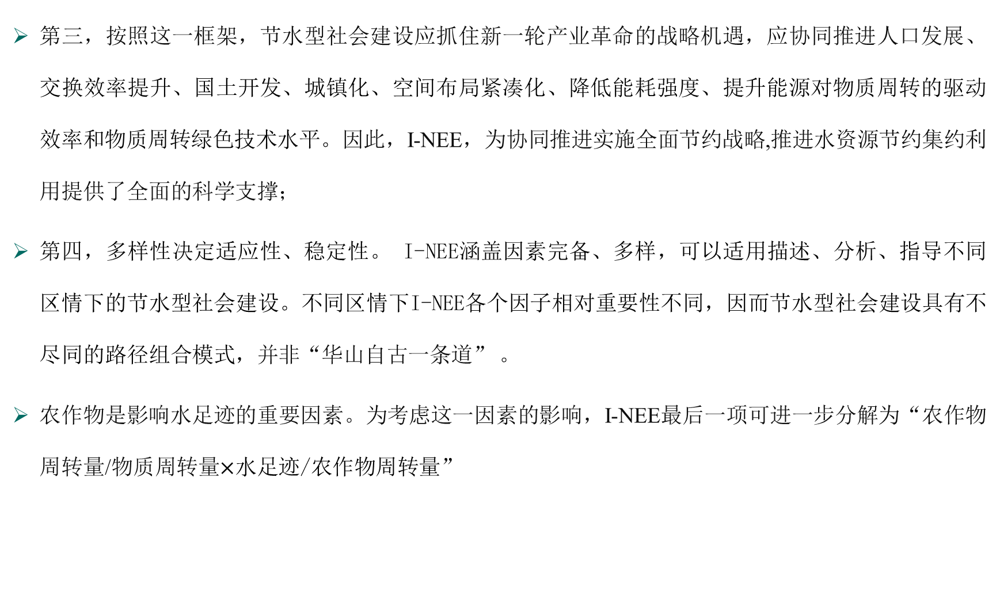 ➢ 第三，按照这一框架，节水型社会建设应抓住新一轮产业革命的战略机遇，应协同推进人口发展、
交换效率提升、国土开发、城镇化、空间布局紧凑化、降低能耗强度、提升能源对物质周转的驱动
效率和物质周转绿色技术水平。因此，I-NEE，为协同推进实施全面节约战略,推进水资源节约集约利
用提供了全面的科学支撑；
➢ 第四，多样性决定适应性、稳定性。 I-NEE涵盖因素完备、多样，可以适用描述、分析、指导不同
区情下的节水型社会建设。不同区情下I-NEE各个因子相对重要性不同，因而节水型社会建设具有不
尽同的路径组合模式，并非“华山自古一条道” 。
➢ 农作物是影响水足迹的重要因素。为考虑这一因素的影响，I-NEE最后一项可进一步分解为“农作物
周转量/物质周转量×水足迹/农作物周转量”